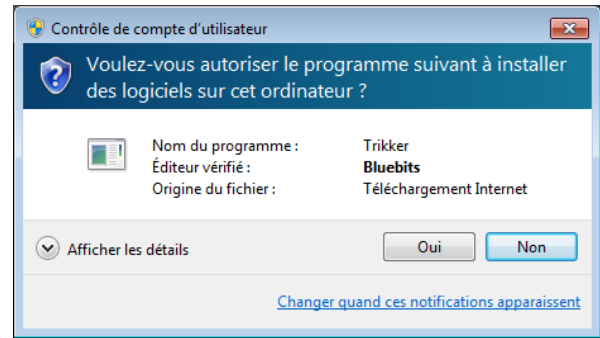 Contrôle de compte d'utilisateur
Voulez-vous autoriser le programme suivant à installer
des logiciels sur cet ordinateur ?
Nom du programme : Trikker
Éditeur vérifié : Bluebits
Origine du fichier : Téléchargement Internet
Afficher les détails Oui Non
Changer quand ces notifications apparaissent